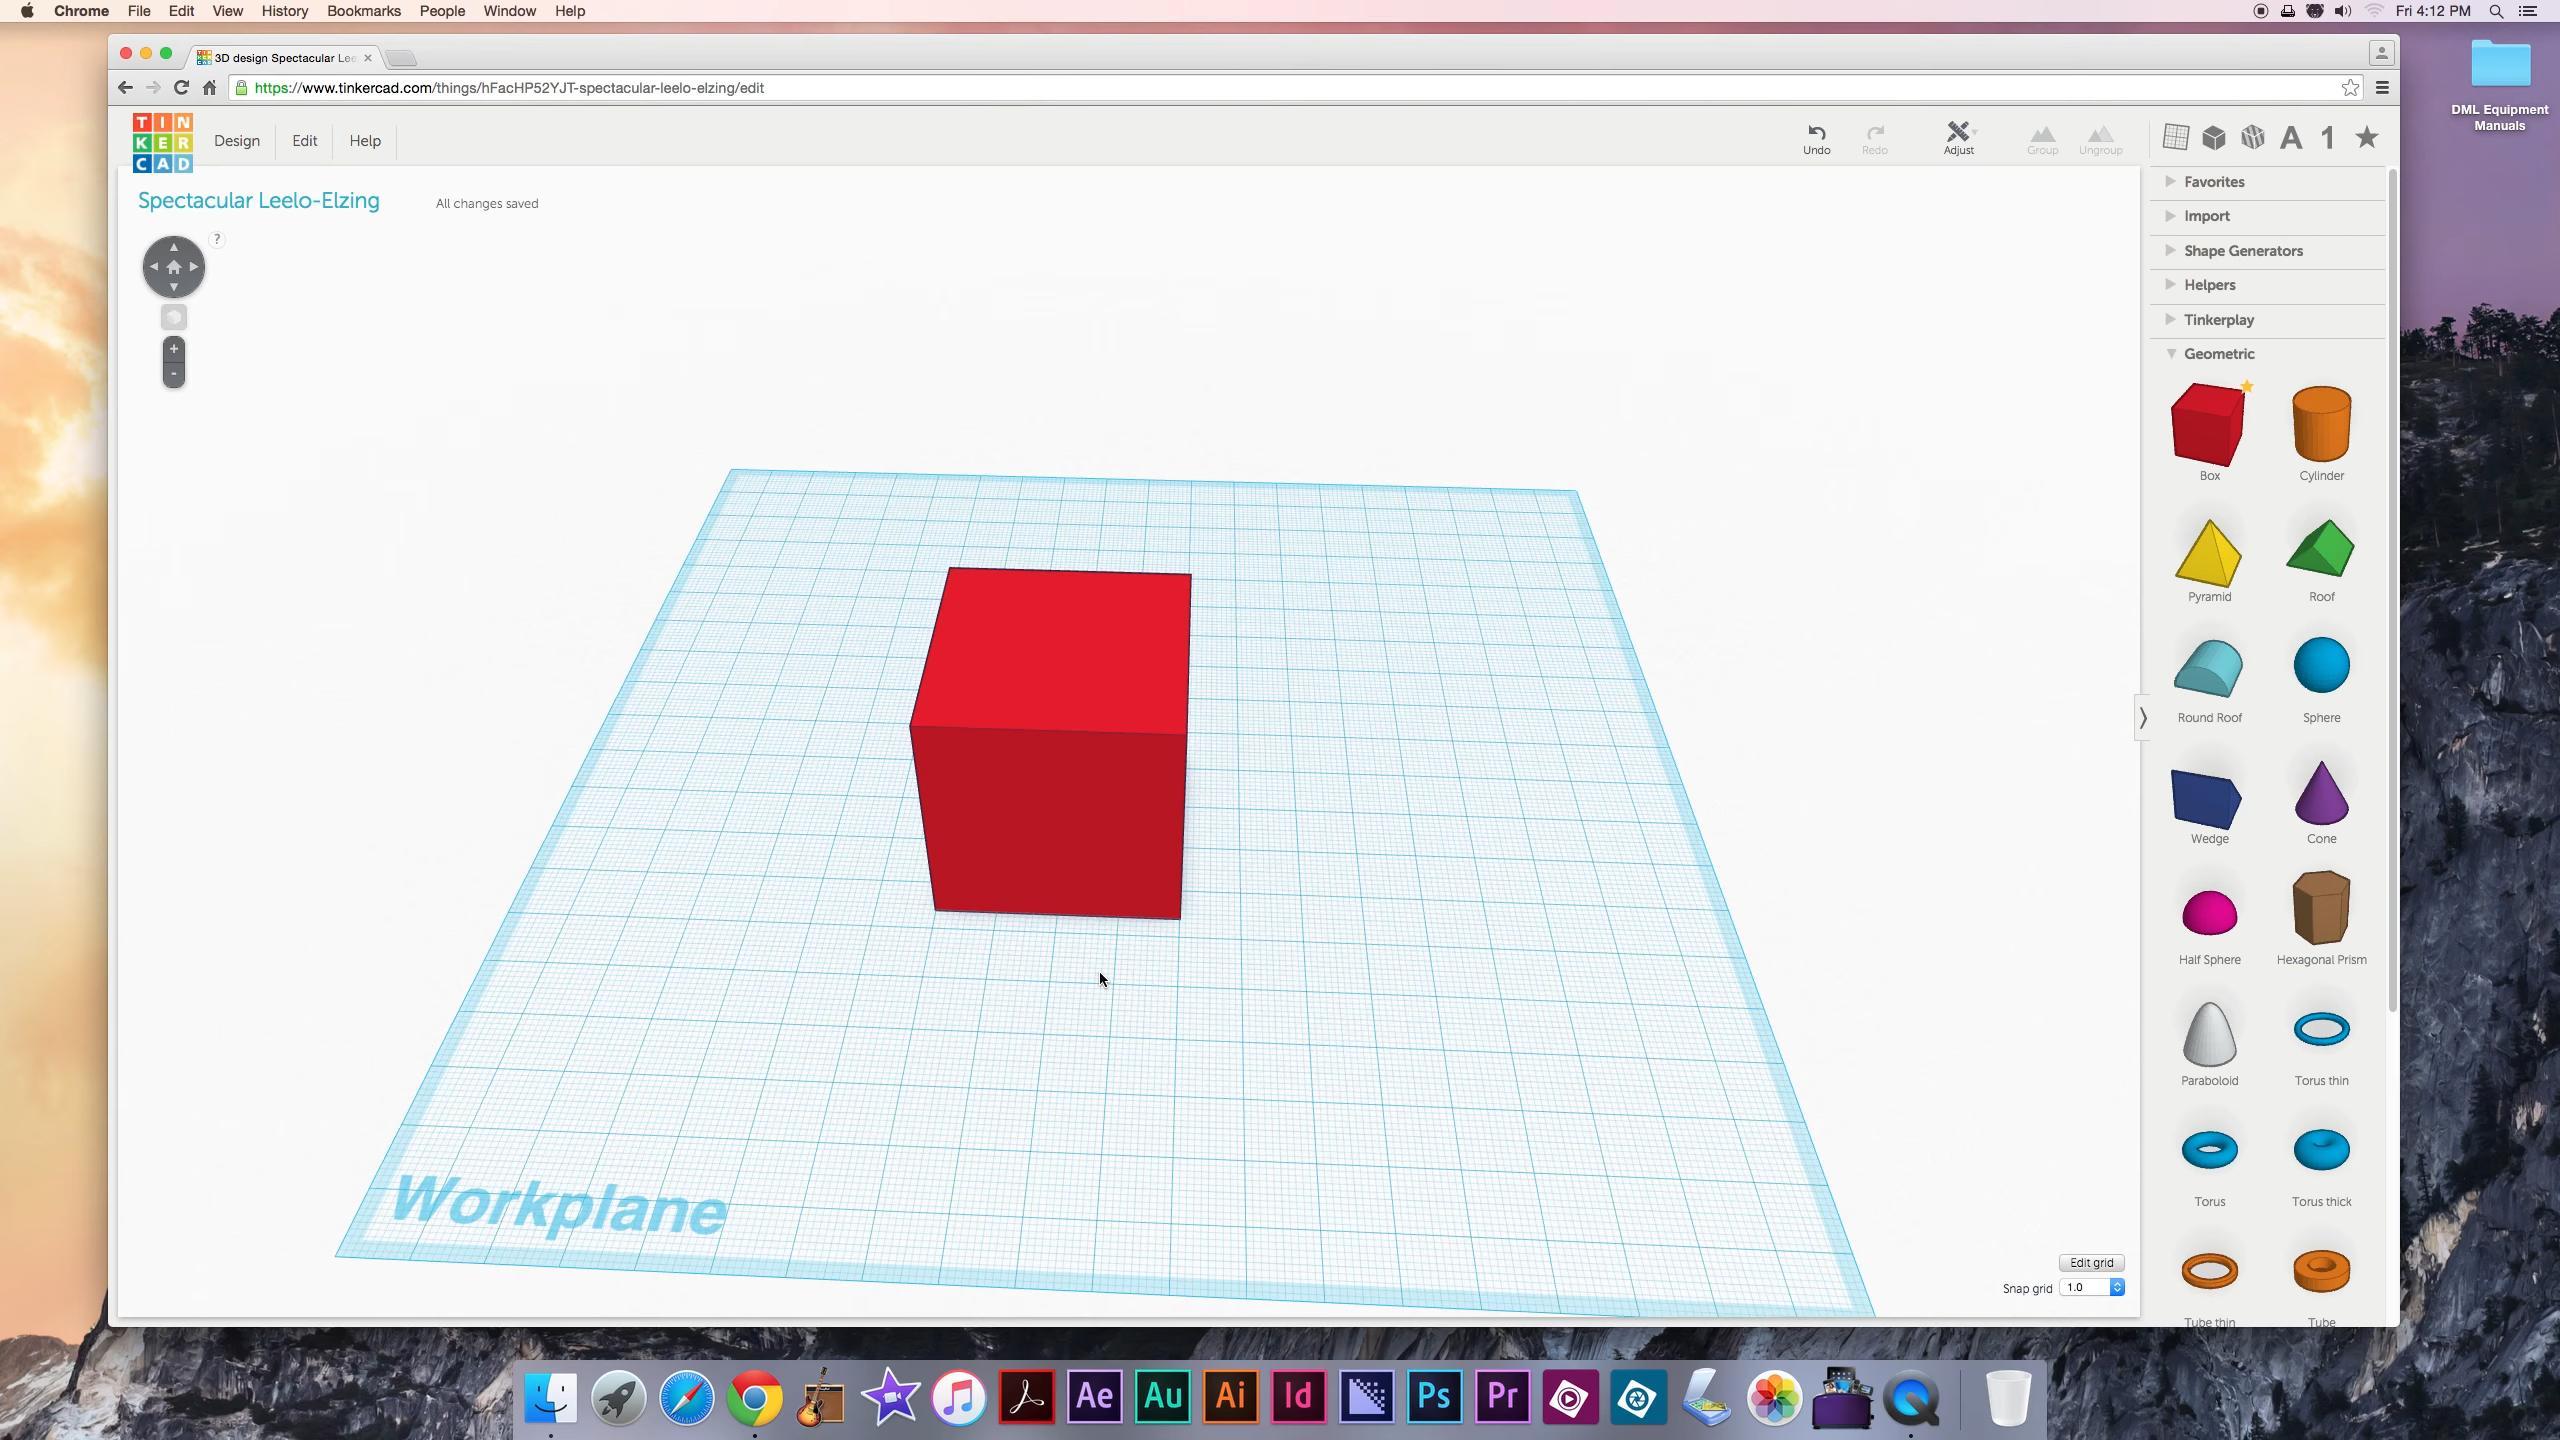 Chrome File Edit View History Bookmarks People Window Help Fri 4:12 PM
3D design Spectacular Lee
https://www.tinkercad.com/things/hFacHP52YJT-spectacular-leelo-elzing/edit
DML Equipment
Manuals
TIN
KER
CAD
Design Edit Help
Undo Redo Adjust Group Ungroup
A 1
Spectacular Leelo-Elzing All changes saved
?
+
-
Favorites
Import
Shape Generators
Helpers
Tinkerplay
Geometric
Box Cylinder
Pyramid Roof
Round Roof Sphere
Wedge Cone
Half Sphere Hexagonal Prism
Paraboloid Torus thin
Torus Torus thick
Tube thin Tube
Workplane
Edit grid
Snap grid 1.0
Ae Au Ai Id Ps Pr